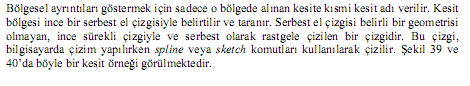 Bölgesel ayrıntıları göstermek için sadece o bölgede alınan kesite kısmi kesit adı verilir. Kesit
bölgesi ince bir serbest el çizgisiyle belirtilir ve taranır. Serbest el çizgisi belirli bir geometrisi
olmayan, ince sürekli çizgiyle ve serbest olarak rastgele çizilen bir çizgidir. Bu çizgi,
bilgisayarda çizim yapılırken spline veya sketch komutları kullanılarak çizilir. Şekil 39 ve
40’da böyle bir kesit örneği görülmektedir.